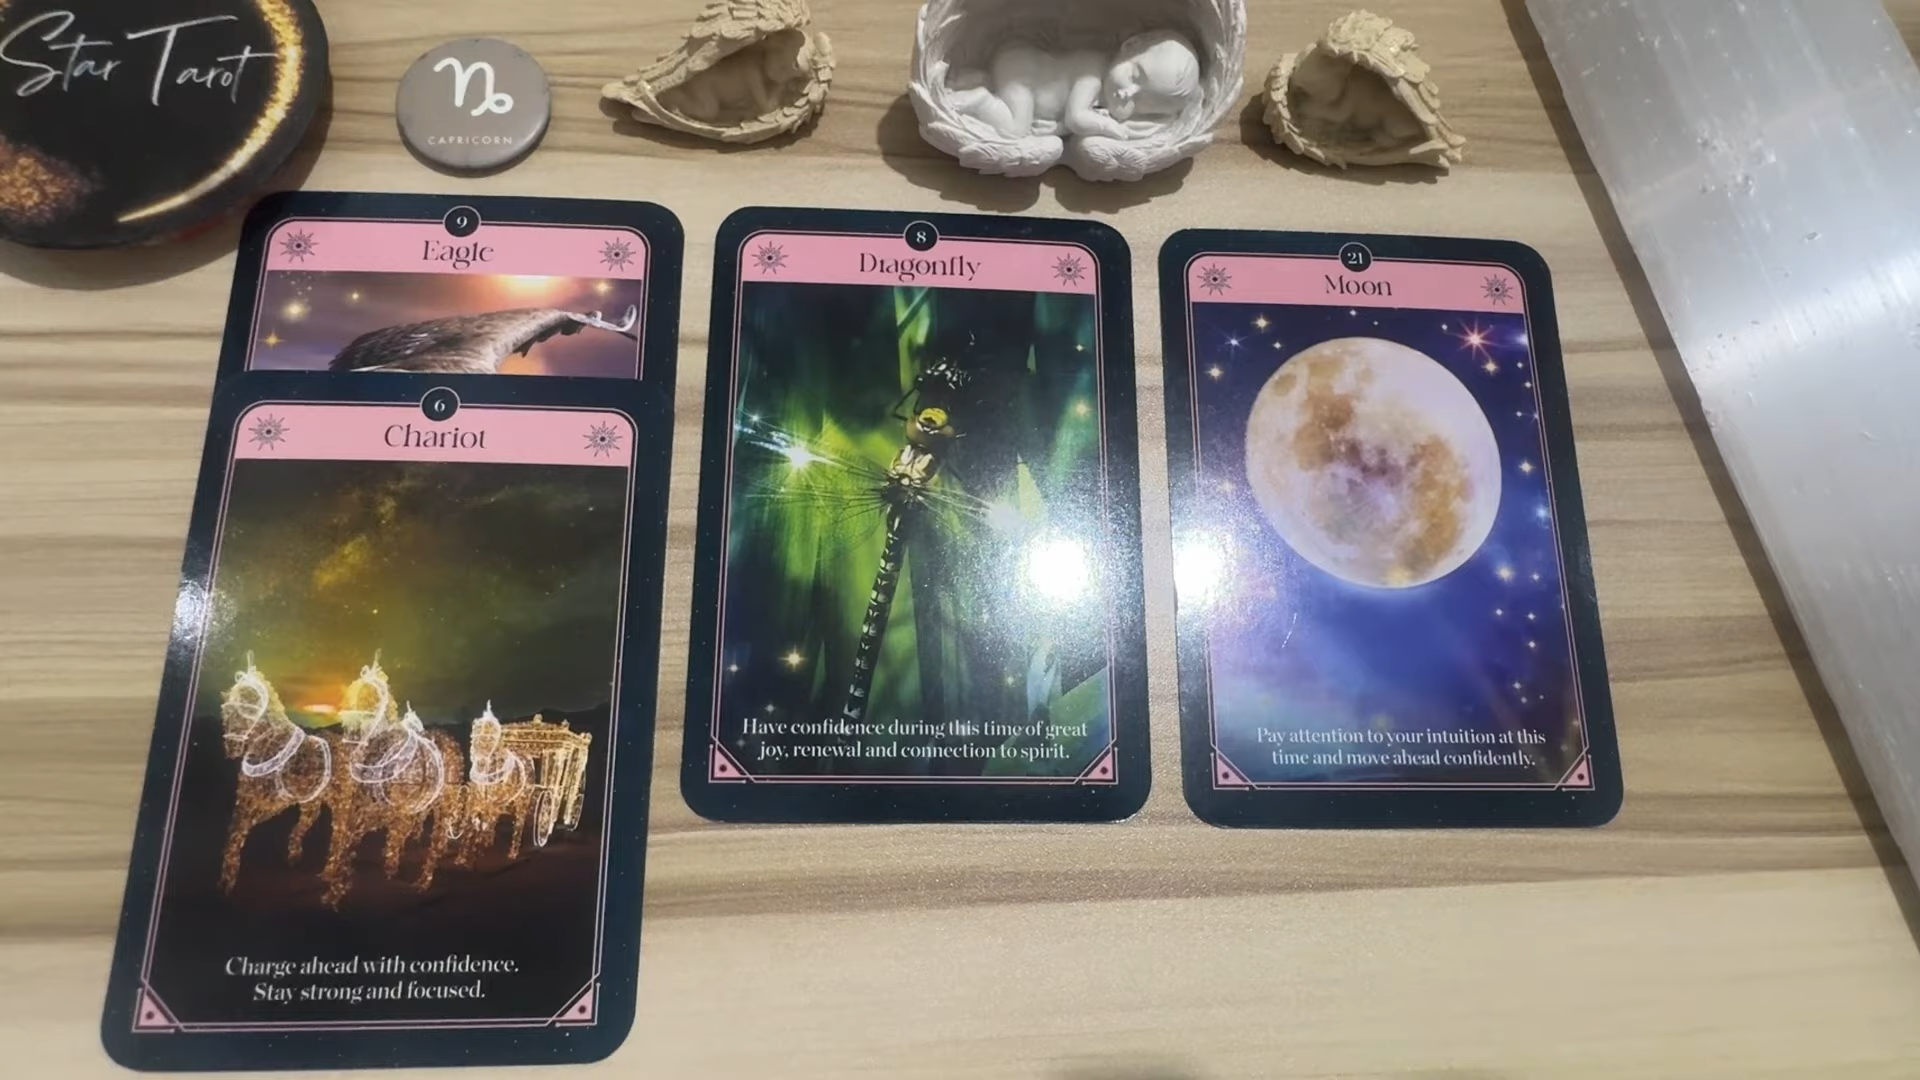 Star Tarot
CAPRICORN
9
Eagle
6
Chariot
Charge ahead with confidence.
Stay strong and focused.
8
Dragonfly
Have confidence during this time of great
joy, renewal and connection to spirit.
21
Moon
Pay attention to your intuition at this
time and move ahead confidently.